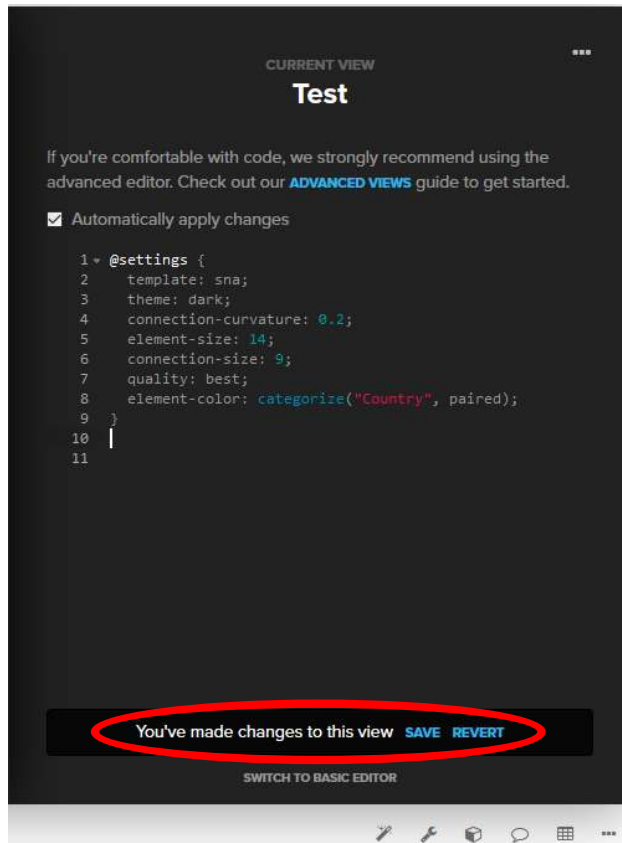 CURRENT VIEW
Test
If you're comfortable with code, we strongly recommend using the
advanced editor. Check out our ADVANCED VIEWS guide to get started.
Automatically apply changes
1 @settings {
2 template: sna;
3 theme: dark;
4 connection-curvature: 0.2;
5 element-size: 14;
6 connection-size: 9;
7 quality: best;
8 element-color: categorize("Country", paired);
9 }
10
11
You've made changes to this view SAVE REVERT
SWITCH TO BASIC EDITOR